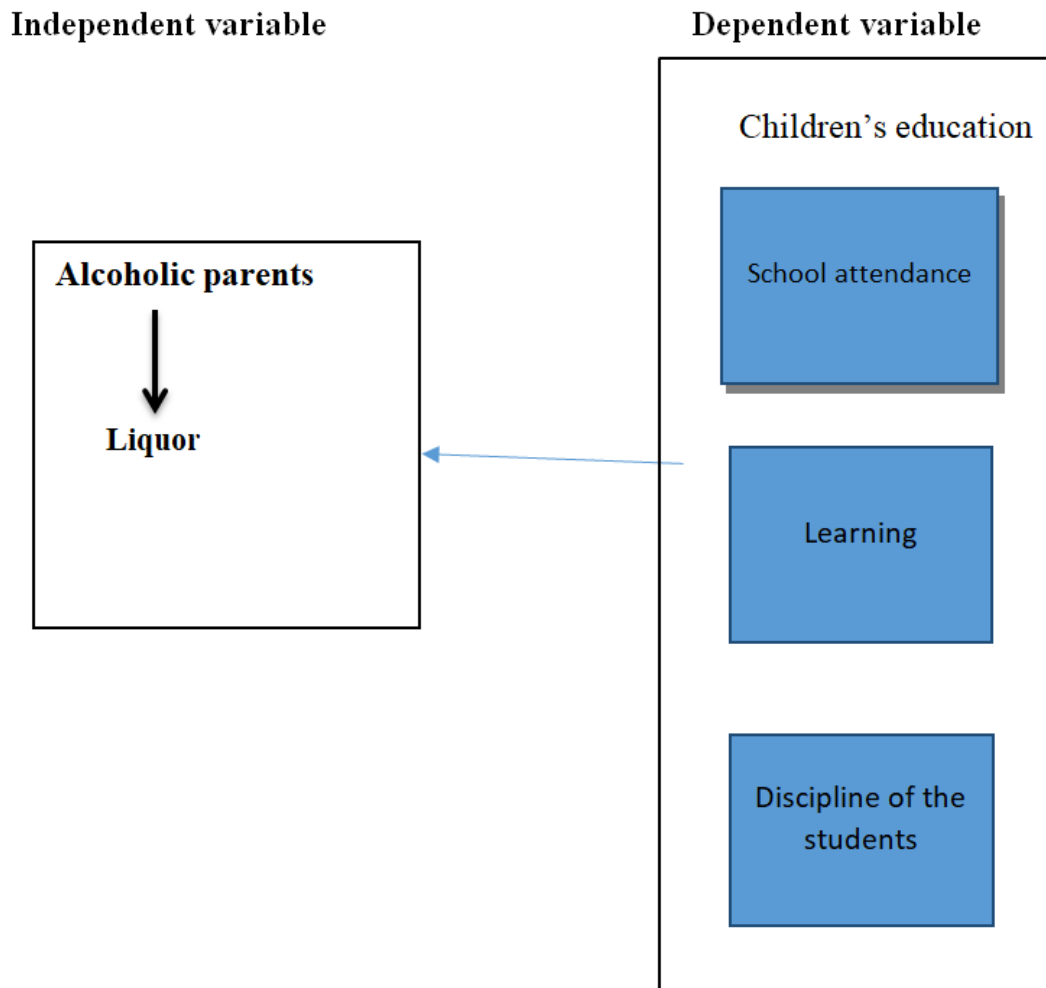 Independent variable
Dependent variable
Children’s education
School attendance
Alcoholic parents
Liquor
Learning
Discipline of the
students